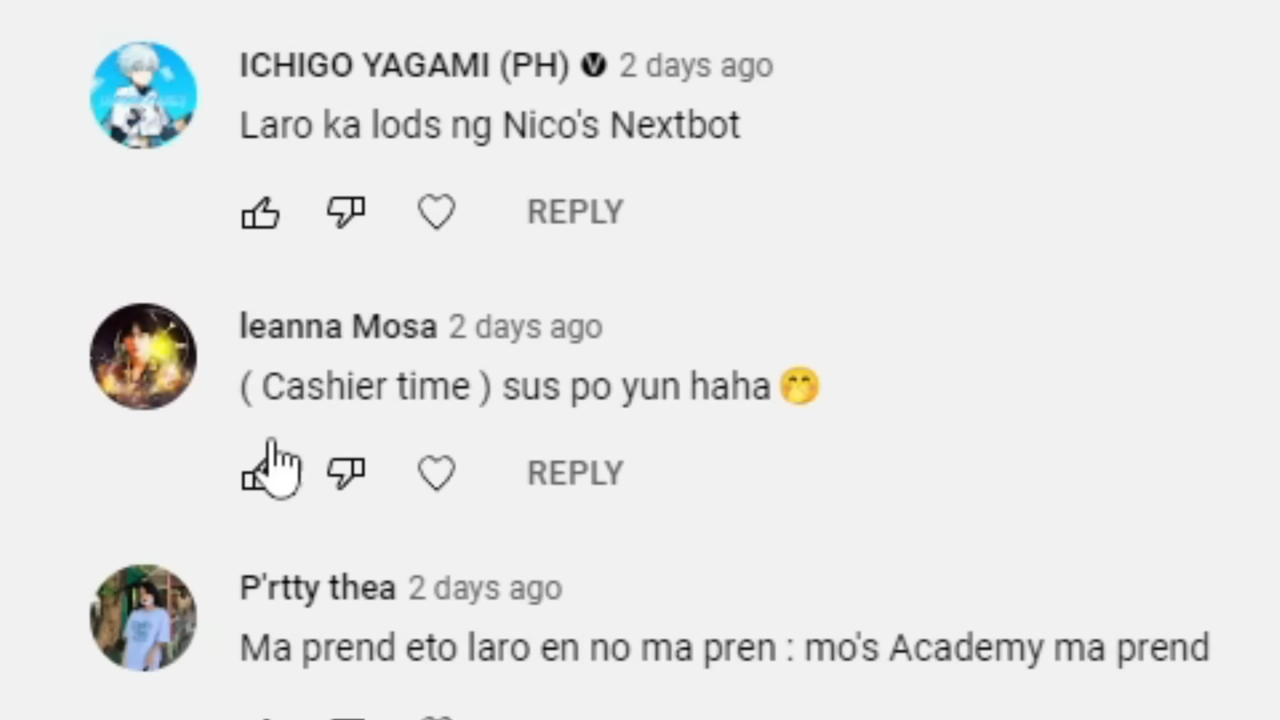 ICHIGO YAGAMI (PH) V 2 days ago
Laro ka lods ng Nico's Nextbot
REPLY
leanna Mosa 2 days ago
( Cashier time ) sus po yun haha 🤭
REPLY
P'rtty thea 2 days ago
Ma prend eto laro en no ma pren : mo's Academy ma prend